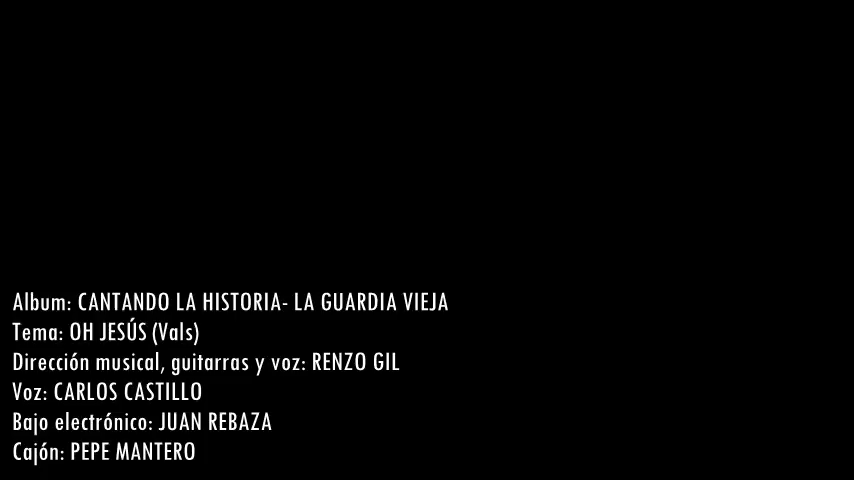 Album: CANTANDO LA HISTORIA- LA GUARDIA VIEJA
Tema: OH JESÚS (Vals)
Dirección musical, guitarras y voz: RENZO GIL
Voz: CARLOS CASTILLO
Bajo electrónico: JUAN REBAZA
Cajón: PEPE MANTERO